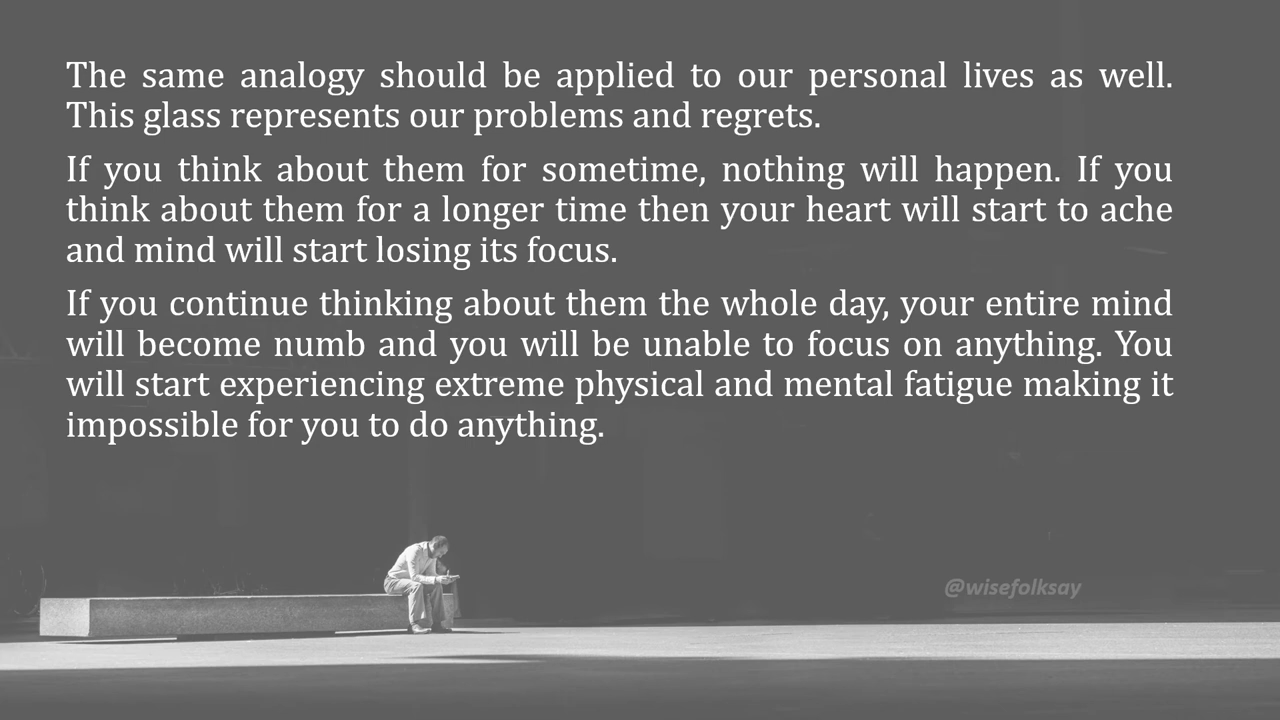 The same analogy should be applied to our personal lives as well.
This glass represents our problems and regrets.
If you think about them for sometime, nothing will happen. If you
think about them for a longer time then your heart will start to ache
and mind will start losing its focus.
If you continue thinking about them the whole day, your entire mind
will become numb and you will be unable to focus on anything. You
will start experiencing extreme physical and mental fatigue making it
impossible for you to do anything.
@wisefolksay